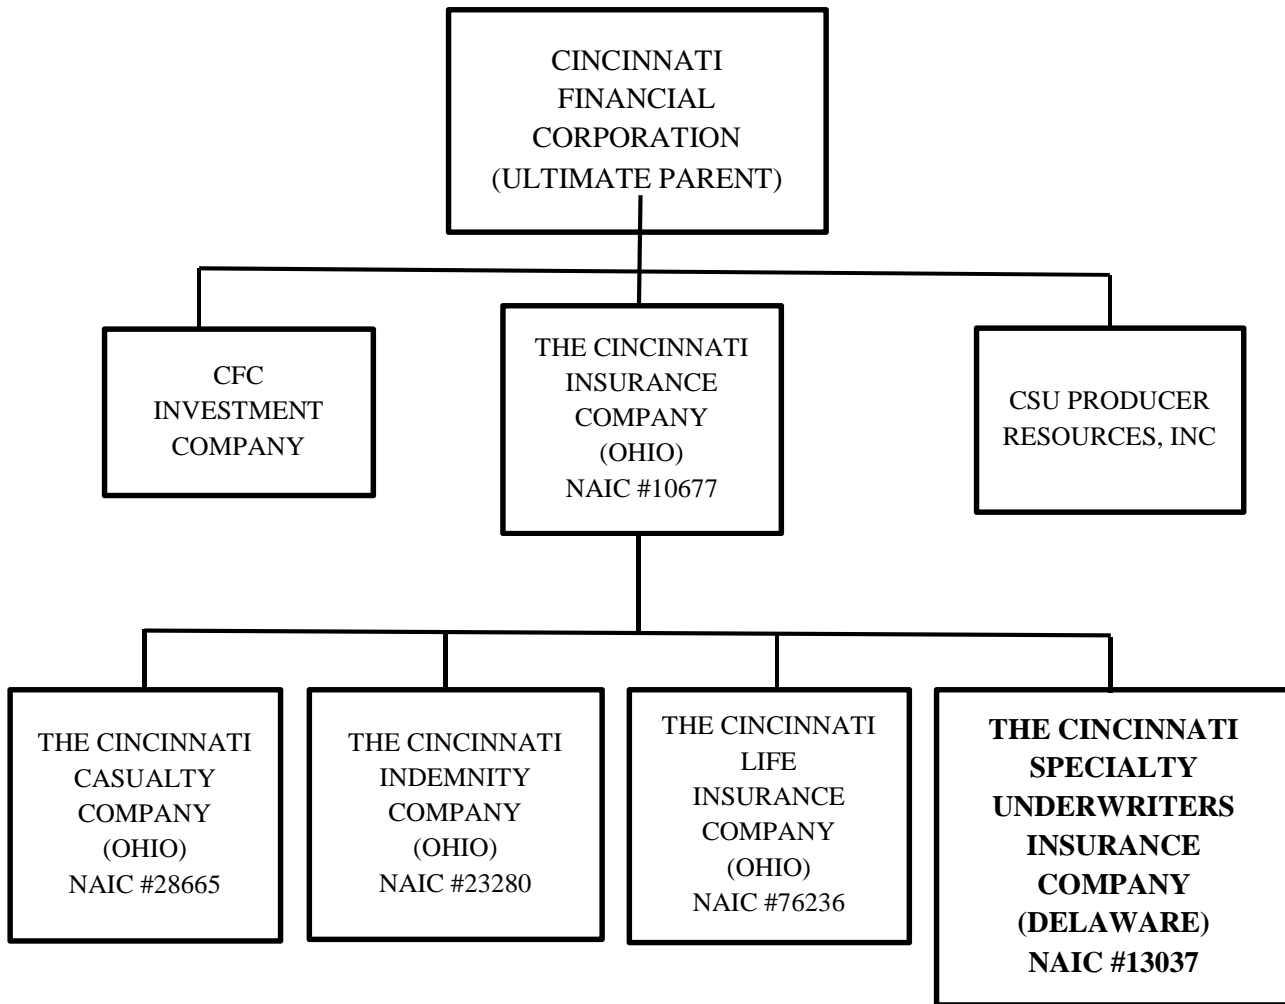 CINCINNATI
FINANCIAL
CORPORATION
(ULTIMATE PARENT)
CFC
INVESTMENT
COMPANY
THE CINCINNATI
INSURANCE
COMPANY
(OHIO)
NAIC #10677
CSU PRODUCER
RESOURCES, INC
THE CINCINNATI
CASUALTY
COMPANY
(OHIO)
NAIC #28665
THE CINCINNATI
INDEMNITY
COMPANY
(OHIO)
NAIC #23280
THE CINCINNATI
LIFE
INSURANCE
COMPANY
(OHIO)
NAIC #76236
THE CINCINNATI
SPECIALTY
UNDERWRITERS
INSURANCE
COMPANY
(DELAWARE)
NAIC #13037